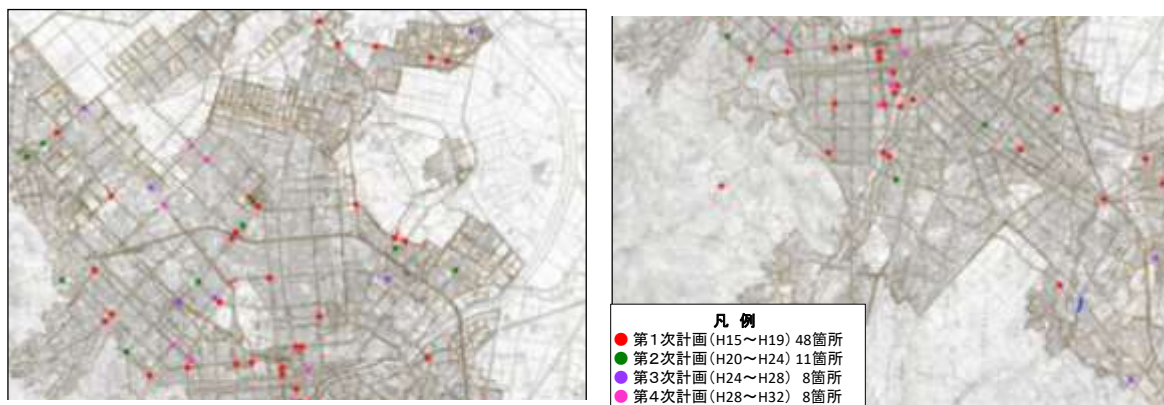 凡 例
第1次計画(H15～H19) 48箇所
第2次計画(H20～H24) 11箇所
第3次計画(H24～H28) 8箇所
第4次計画(H28～H32) 8箇所